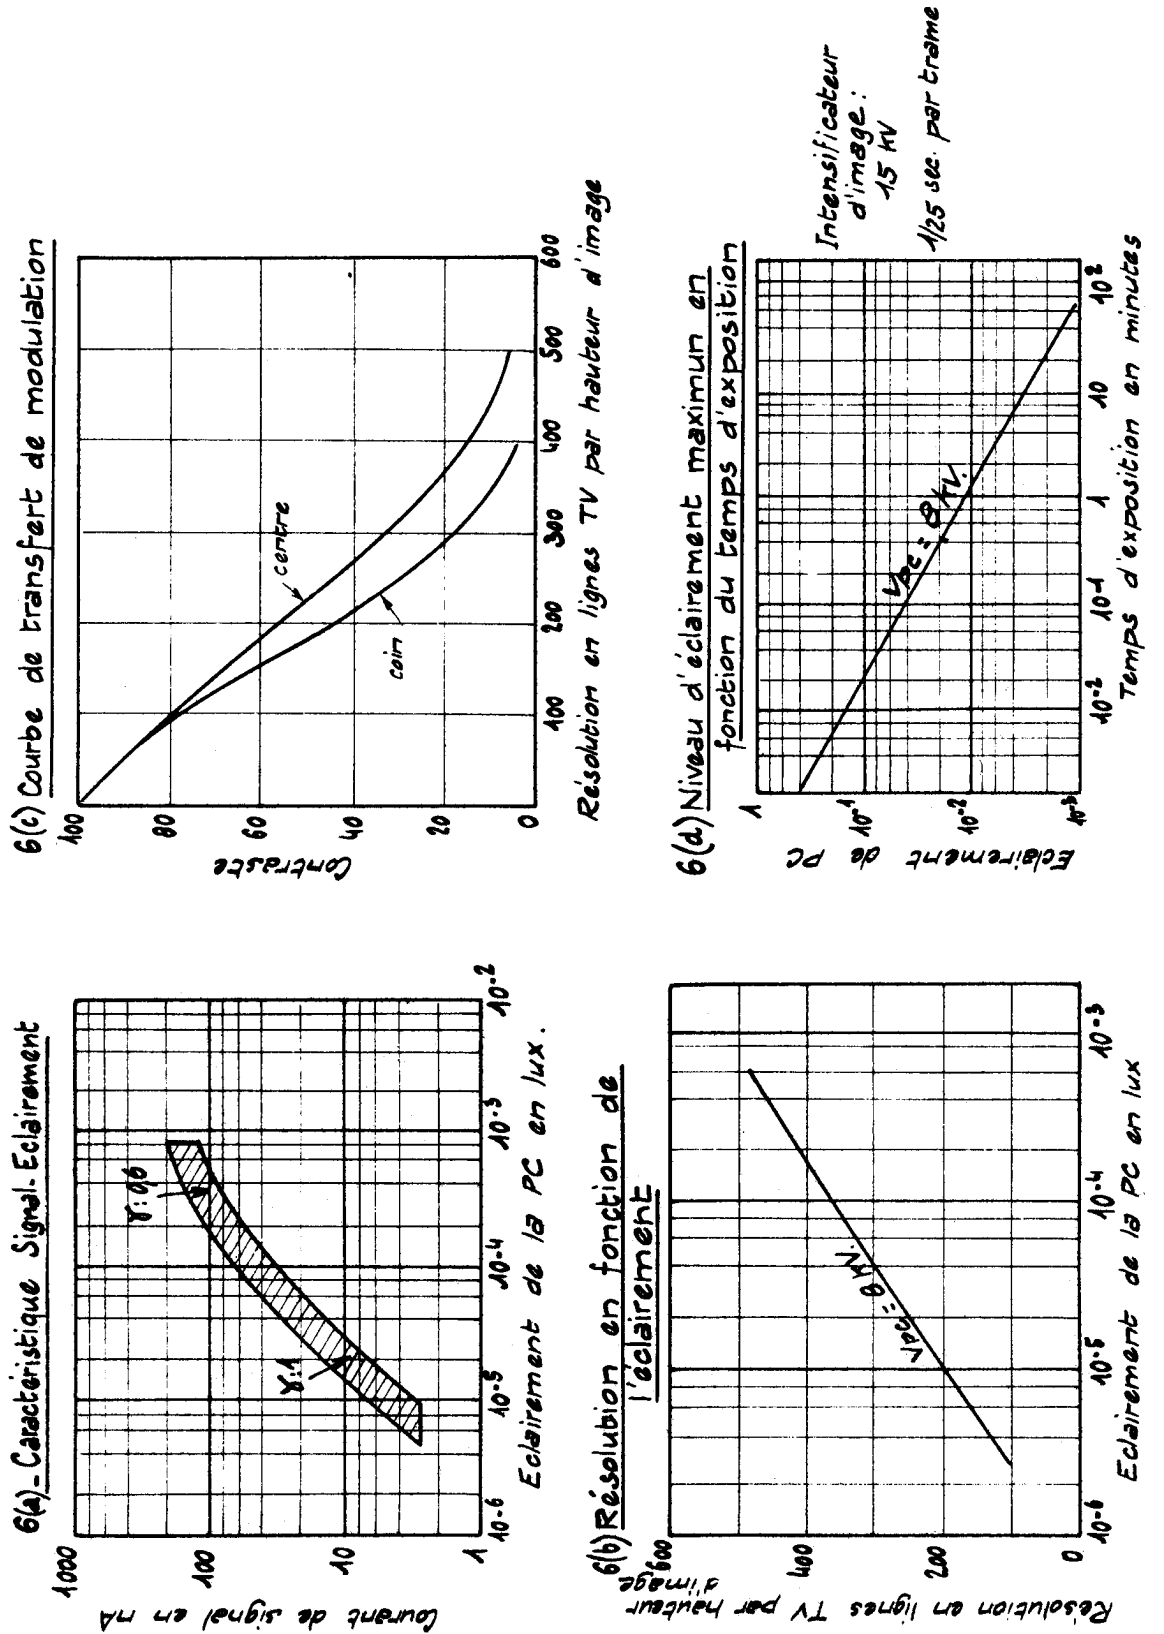 6(a)_ Caractéristique Signal-Eclairement
Courant de signal en nA
1000
100
10
1
γ:0,6
γ:1
10-6
10-5
10-4
10-3
10-2
Eclairement de la PC en lux.
6(c) Courbe de transfert de modulation
Contraste
100
80
60
40
20
0
centre
coin
100
200
300
400
500
600
Résolution en lignes TV par hauteur d'image
6(b) Résolution en fonction de
l'éclairement
Résolution en lignes TV par hauteur
d'image
600
400
200
0
Vpc = 8 kV.
10-6
10-5
10-4
10-3
Eclairement de la PC en lux
6(d) Niveau d'éclairement maximun en
fonction du temps d'exposition
Eclairement de PC
1
10-1
10-2
10-3
Vpc = 8 kV.
10-2
10-1
1
10
102
Temps d'exposition en minutes
Intensificateur
d'image:
15 kV
1/25 sec. par trame